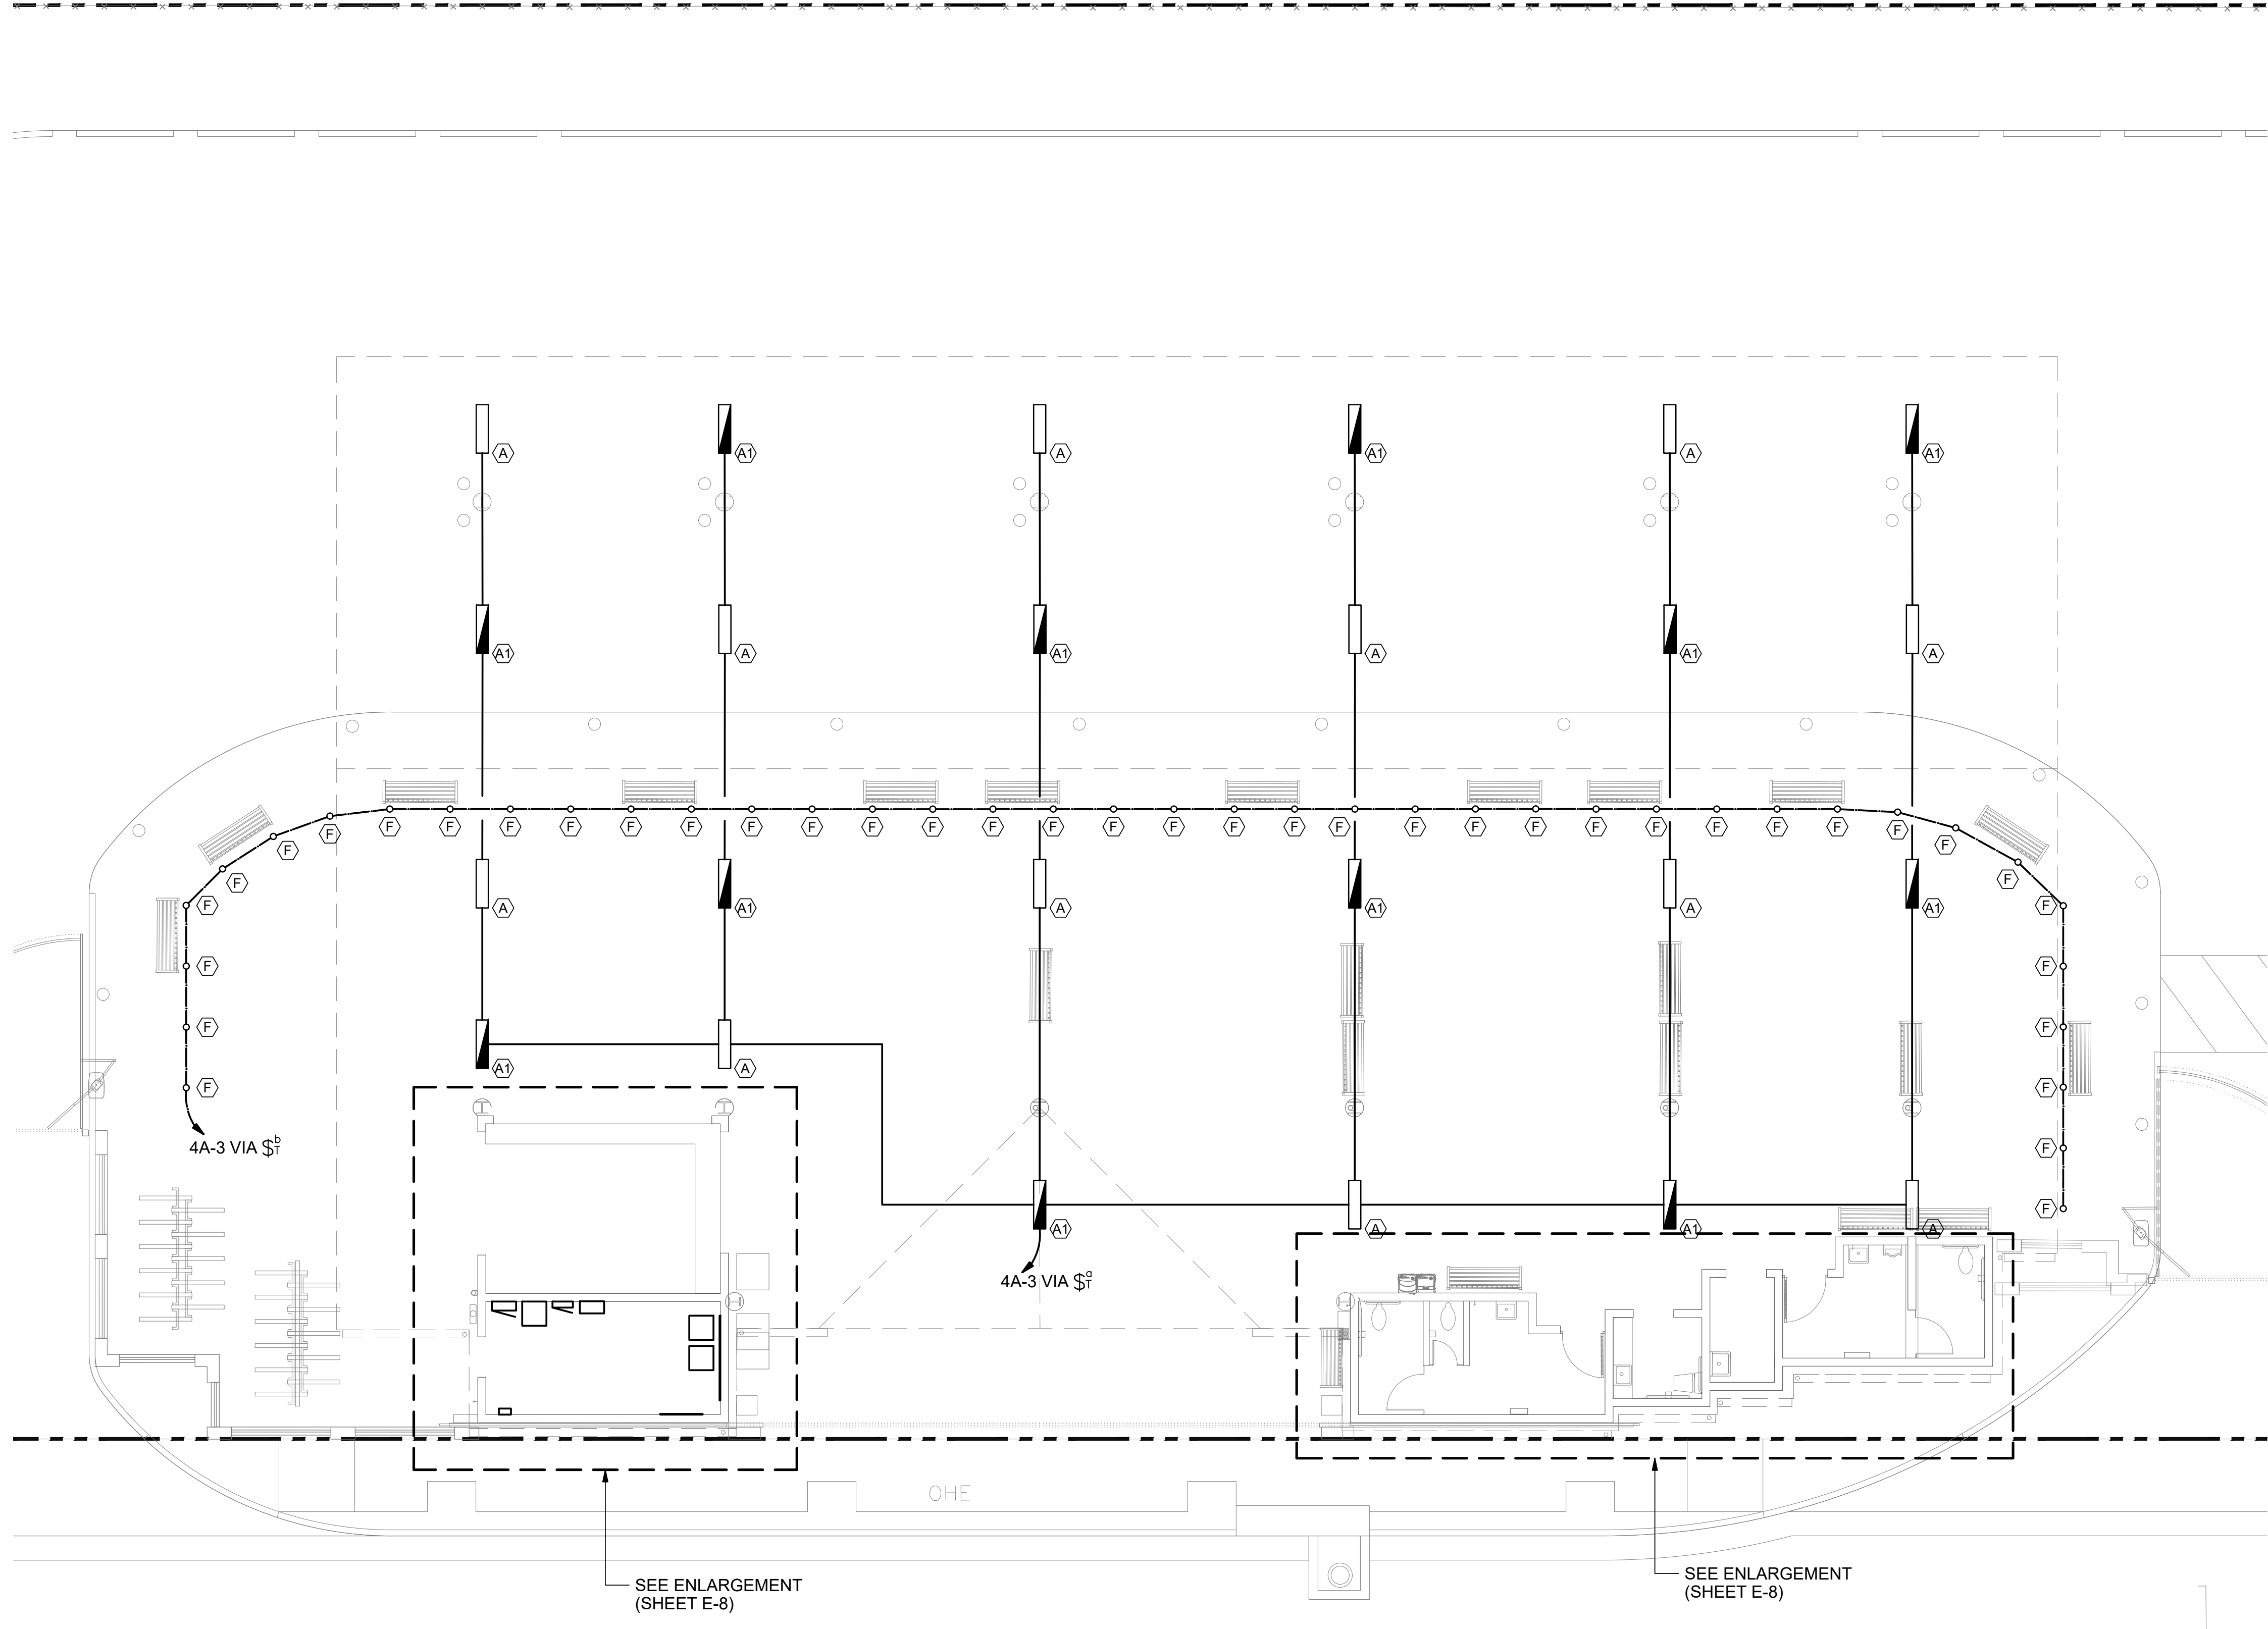 A A1 A A1 A A1
A1 A A1 A A1 A
F F F F F F F F F F F F F F F F F F F F F F F F F F F
F F
F F
A A1 A A1 A A1
F F
F F
F F
A1 A
F F
4A-3 VIA $ b T
F
F
A1 A A1 A
4A-3 VIA $ a T
OHE
SEE ENLARGEMENT
(SHEET E-8)
SEE ENLARGEMENT
(SHEET E-8)